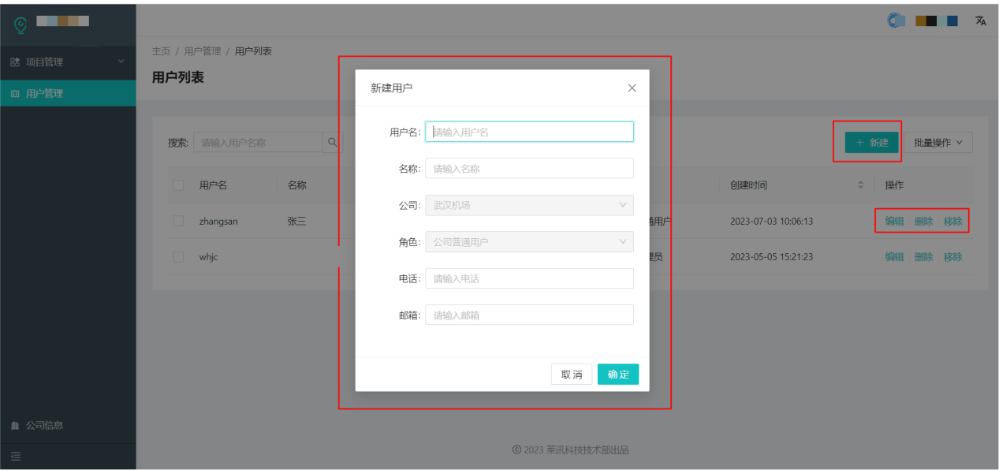 项目管理
用户管理
公司信息
主页 / 用户管理 / 用户列表
用户列表
搜索: 请输入用户名称
+ 新建 批量操作
用户名 名称 创建时间 操作
zhangsan 张三 通用户 2023-07-03 10:06:13 编辑 删除 移除
whjc 理员 2023-05-05 15:21:23 编辑 删除 移除
新建用户
用户名: 请输入用户名
名称: 请输入名称
公司: 武汉机场
角色: 公司普通用户
电话: 请输入电话
邮箱: 请输入邮箱
取消 确定
© 2023 莱讯科技技术部出品